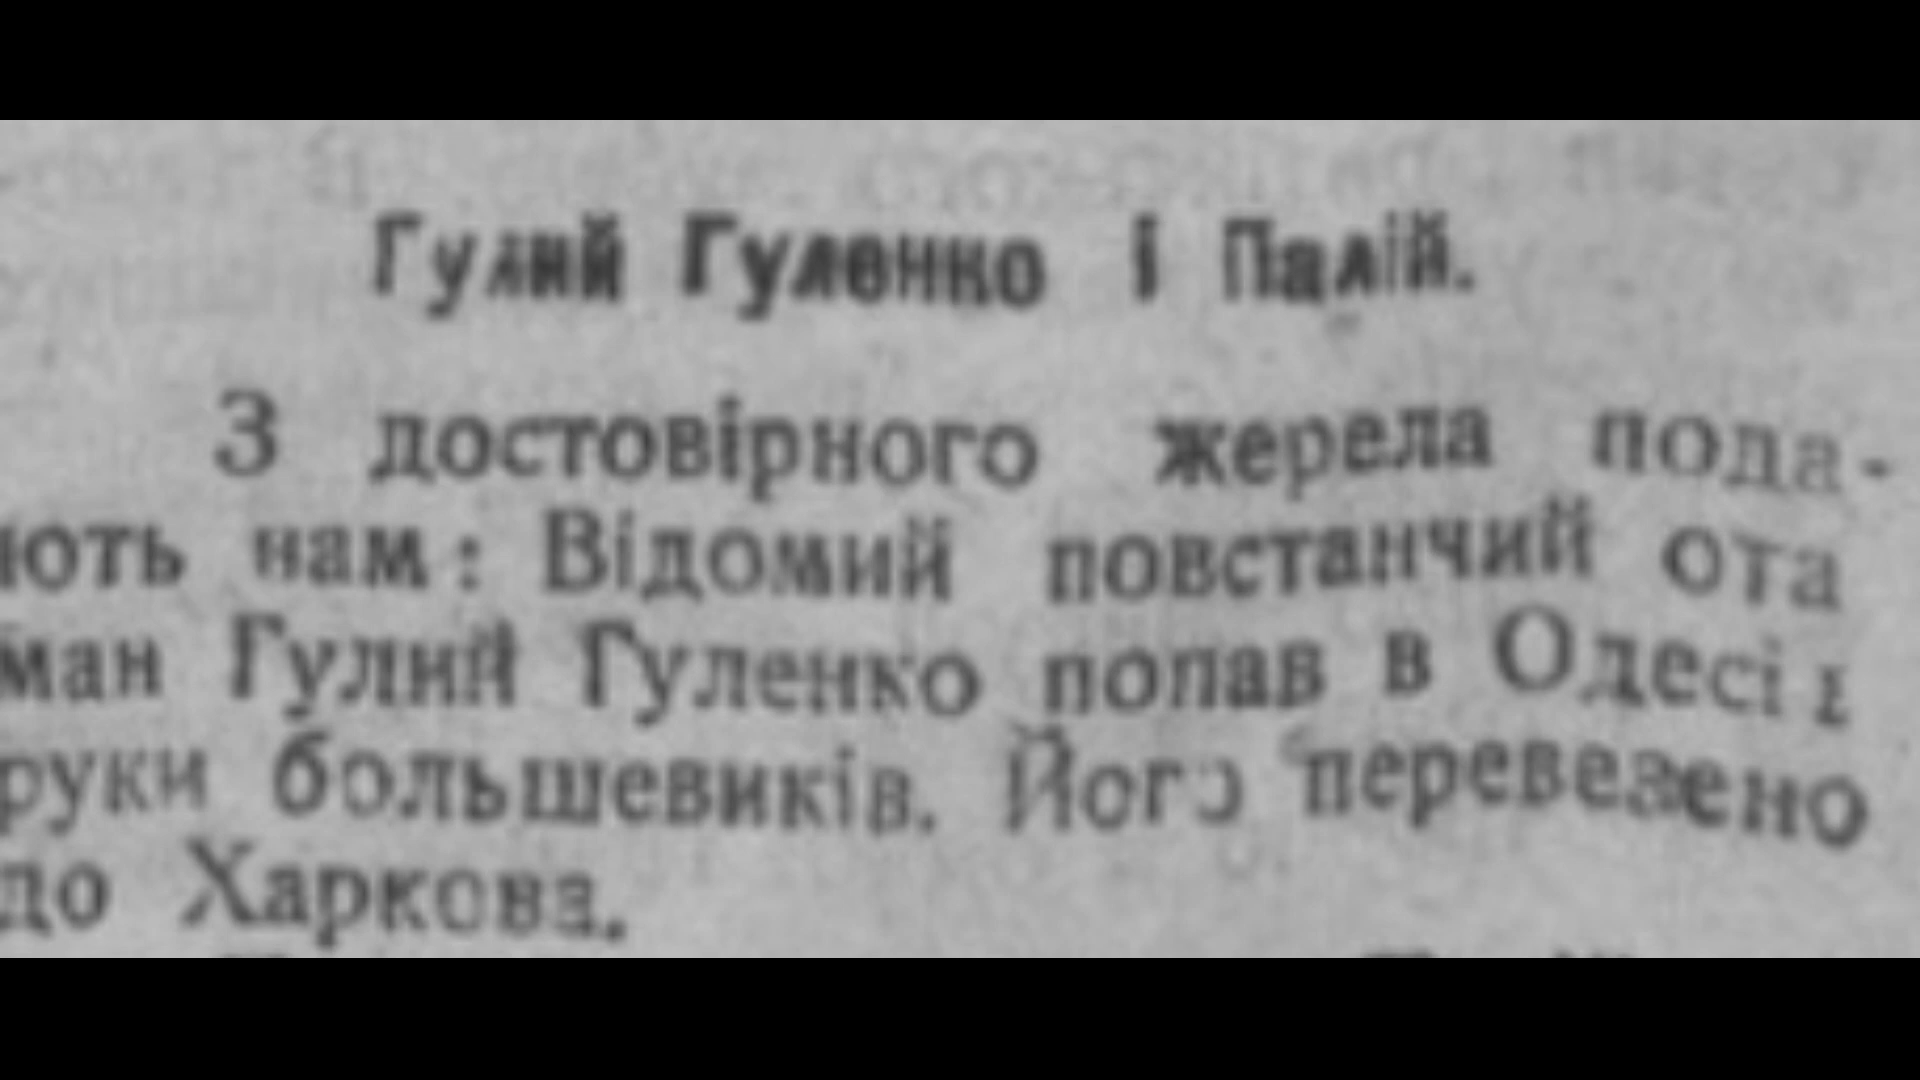 Гулий Гуленко і Палій.
З достовірного жерела пода-
ють нам: Відомий повстанчий ота
ман Гулий Гуленко попав в Одесі в
руки большевиків. Його перевезено
до Харкова.